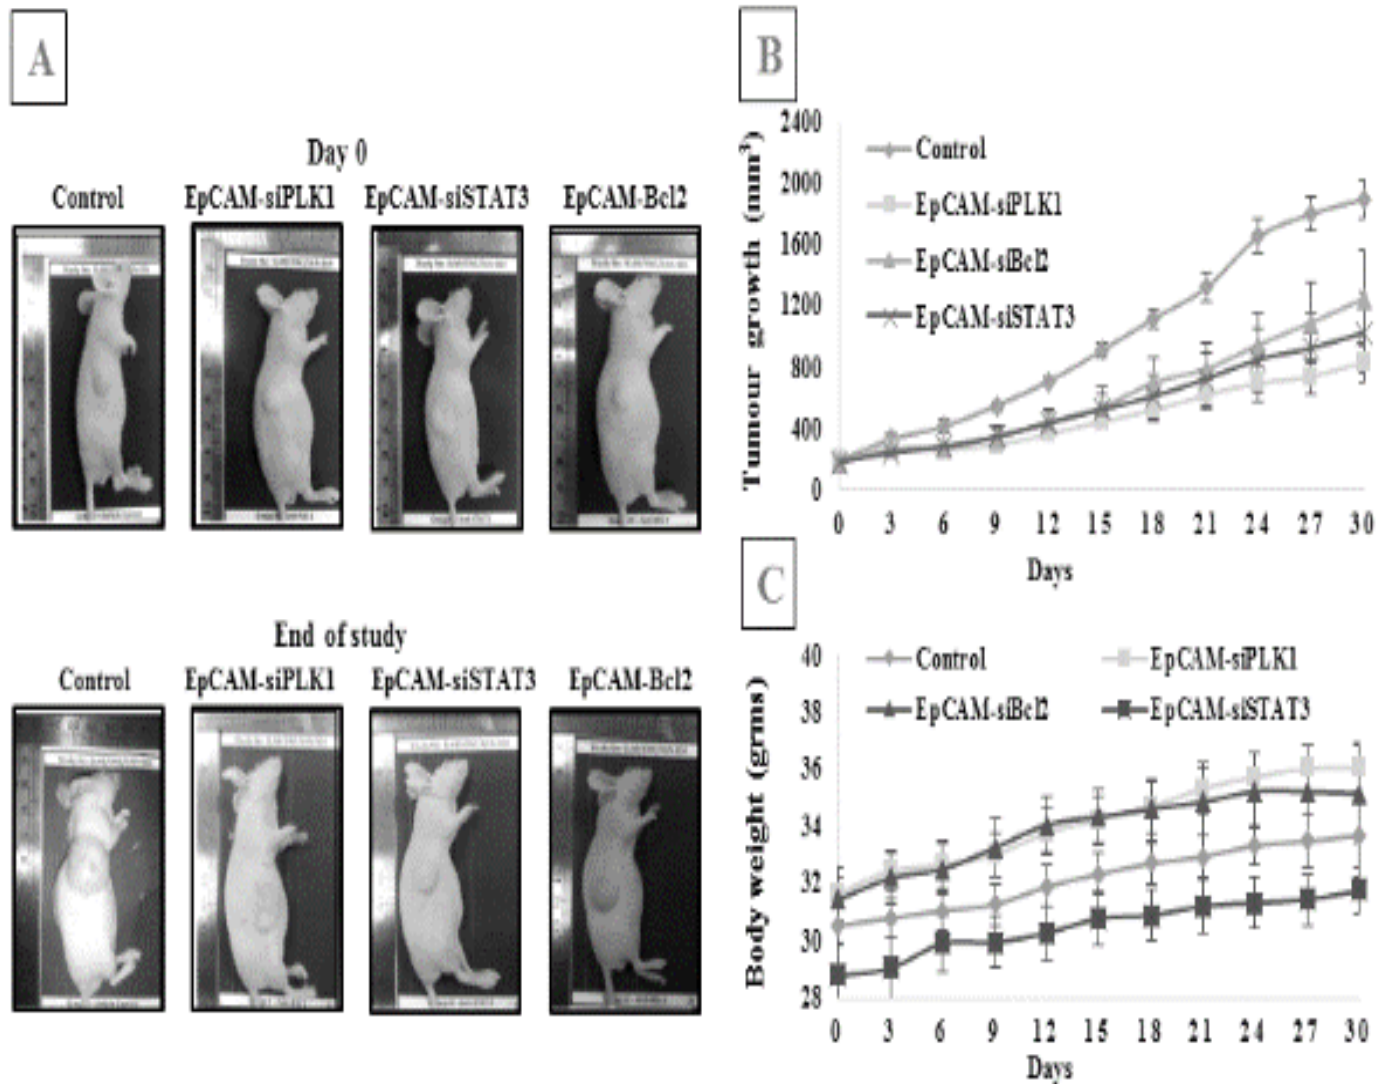 A
Day 0
Control EpCAM-siPLK1 EpCAM-siSTAT3 EpCAM-Bcl2
End of study
Control EpCAM-siPLK1 EpCAM-siSTAT3 EpCAM-Bcl2
B
Tumour growth (mm³)
2400
2000
1600
1200
800
400
0
Control
EpCAM-siPLK1
EpCAM-siBcl2
EpCAM-siSTAT3
0 3 6 9 12 15 18 21 24 27 30
Days
C
Body weight (grms)
40
38
36
34
32
30
28
Control EpCAM-siPLK1
EpCAM-siBcl2 EpCAM-siSTAT3
0 3 6 9 12 15 18 21 24 27 30
Days